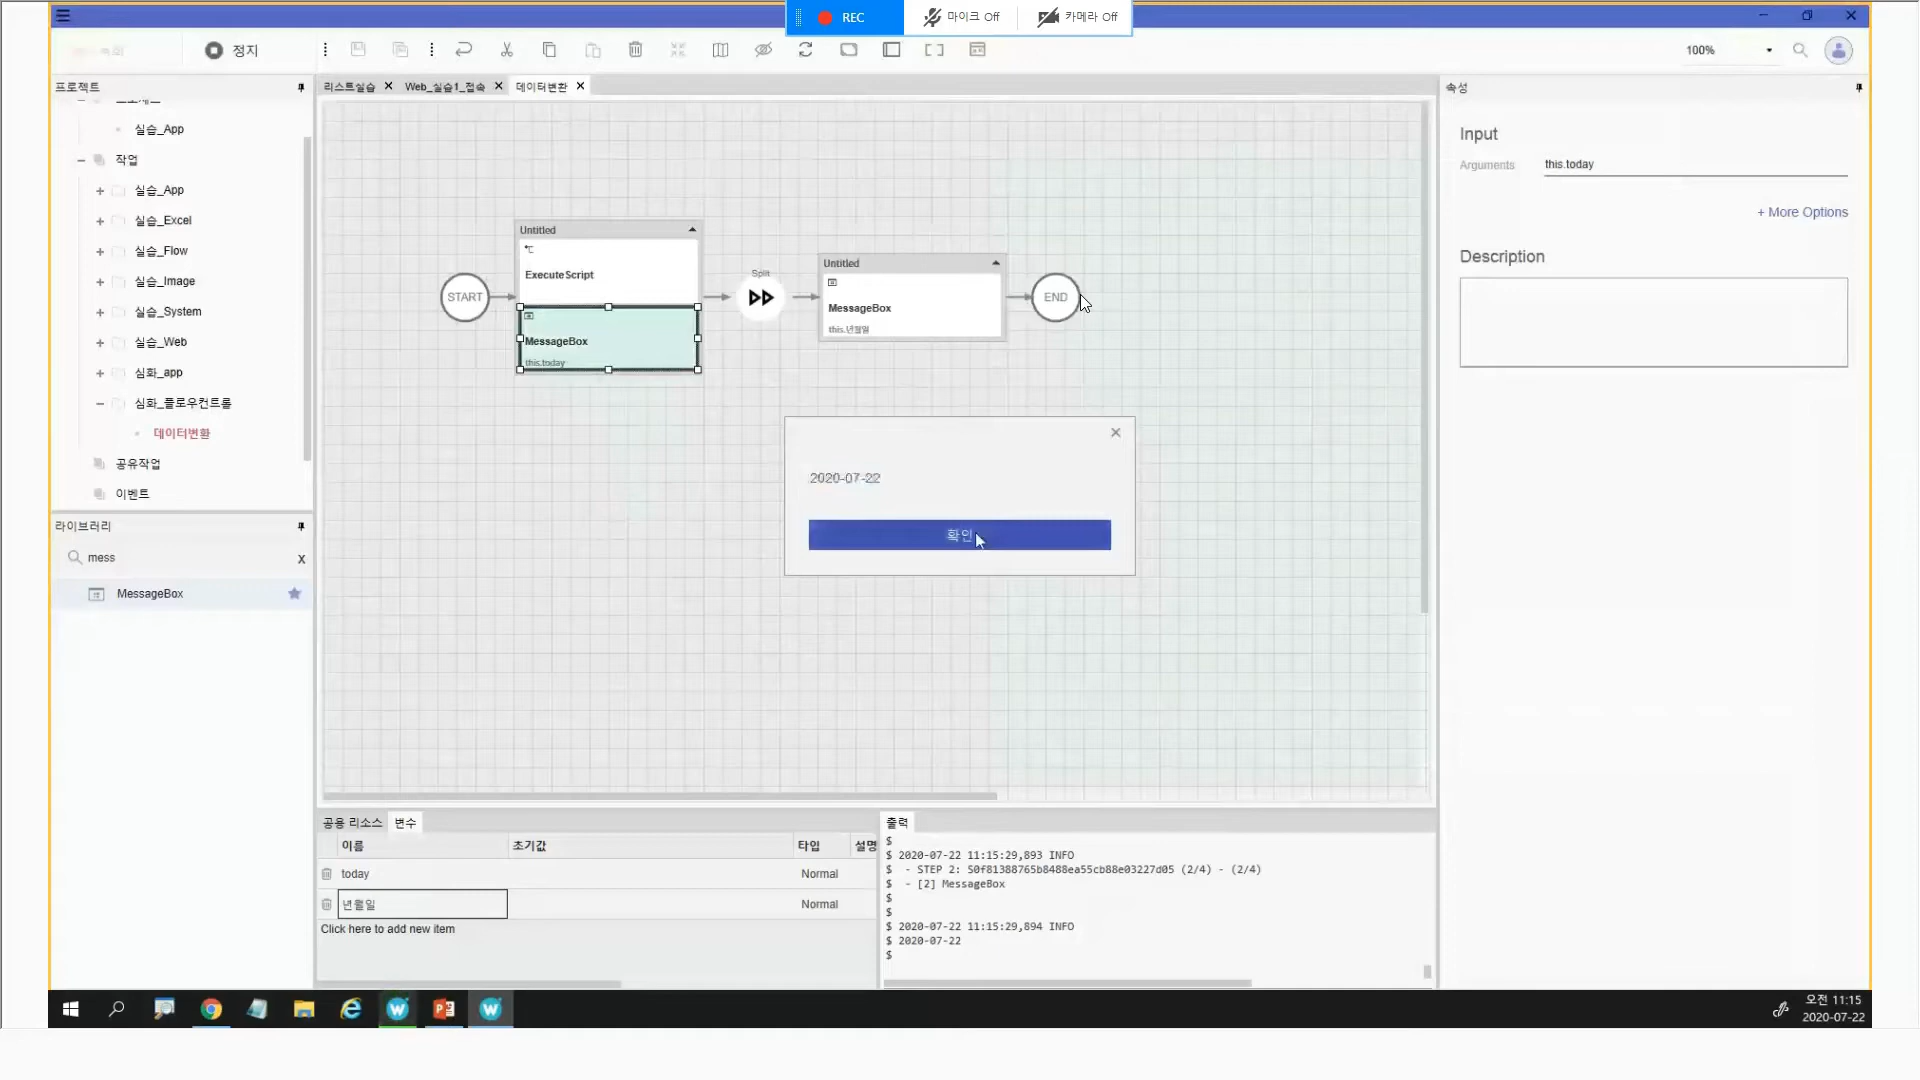 REC
마이크 Off
카메라 Off
정지
100%
프로젝트
실습_App
작업
실습_App
실습_Excel
실습_Flow
실습_Image
실습_System
실습_Web
심화_app
심화_플로우컨트롤
데이터변환
공유작업
이벤트
라이브러리
mess
x
MessageBox
리스트실습
Web_실습1_접속
데이터변환
START
Untitled
ExecuteScript
MessageBox
this.today
Split
Untitled
MessageBox
this.년월일
END
2020-07-22
확인
공용 리소스
변수
이름
초기값
타입
설명
today
Normal
년월일
Normal
Click here to add new item
출력
$
$ 2020-07-22 11:15:29,893 INFO
$ - STEP 2: S0f81388765b8488ea55cb88e03227d05 (2/4) - (2/4)
$ - [2] MessageBox
$
$
$ 2020-07-22 11:15:29,894 INFO
$ 2020-07-22
$
속성
Input
Arguments this.today
+ More Options
Description
오전 11:15
2020-07-22